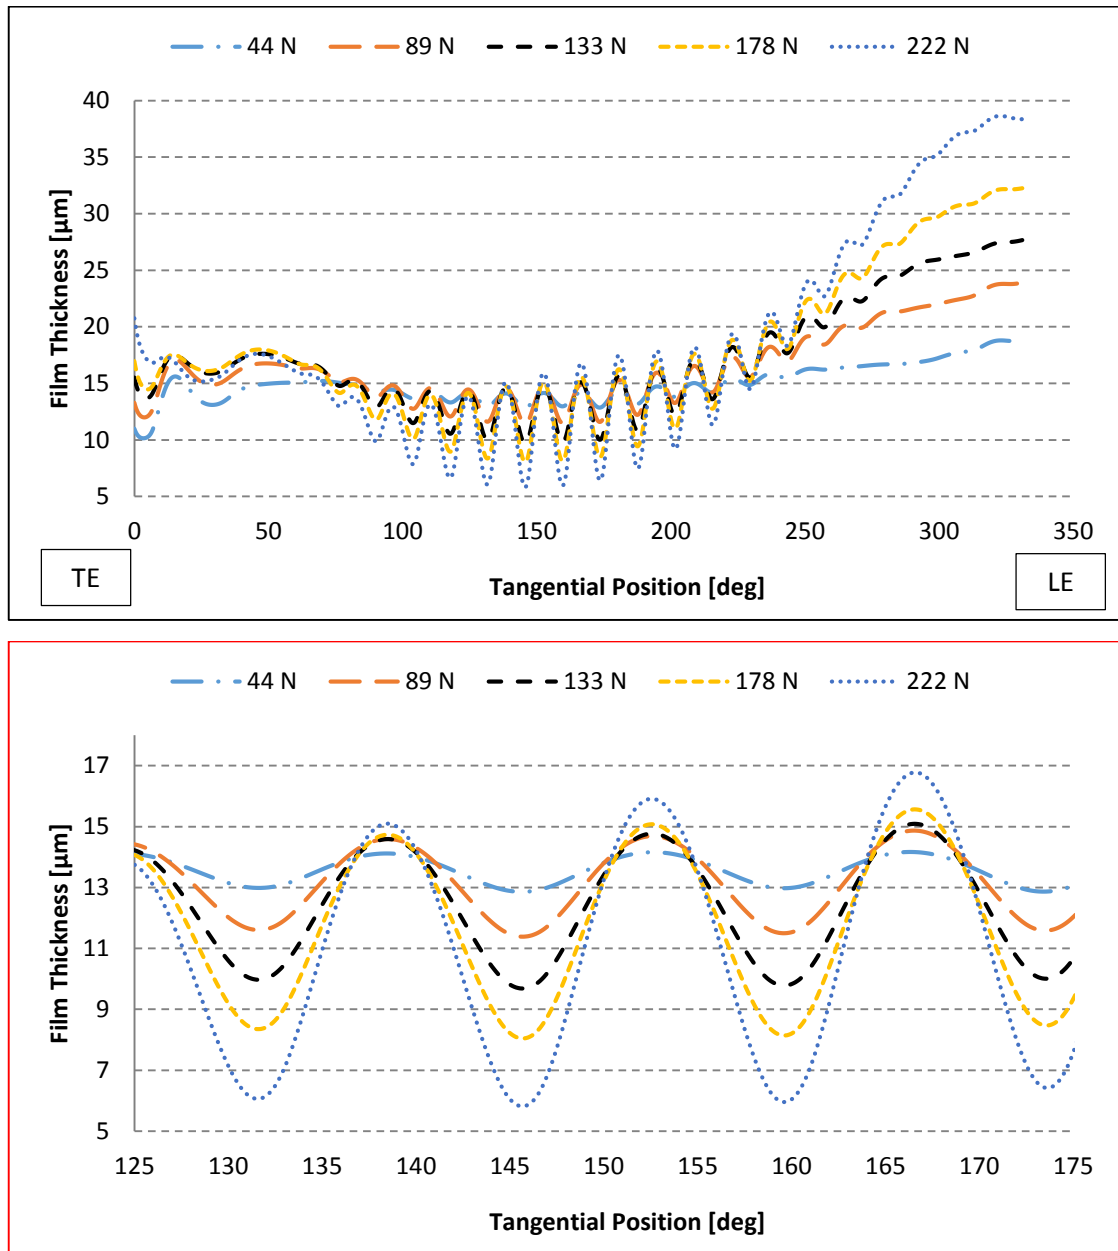 44 N 89 N 133 N 178 N 222 N
40
35
30
25
20
15
10
5
Film Thickness [µm]
0 50 100 150 200 250 300 350
TE
LE
Tangential Position [deg]
44 N 89 N 133 N 178 N 222 N
17
15
13
11
9
7
5
Film Thickness [µm]
125 130 135 140 145 150 155 160 165 170 175
Tangential Position [deg]